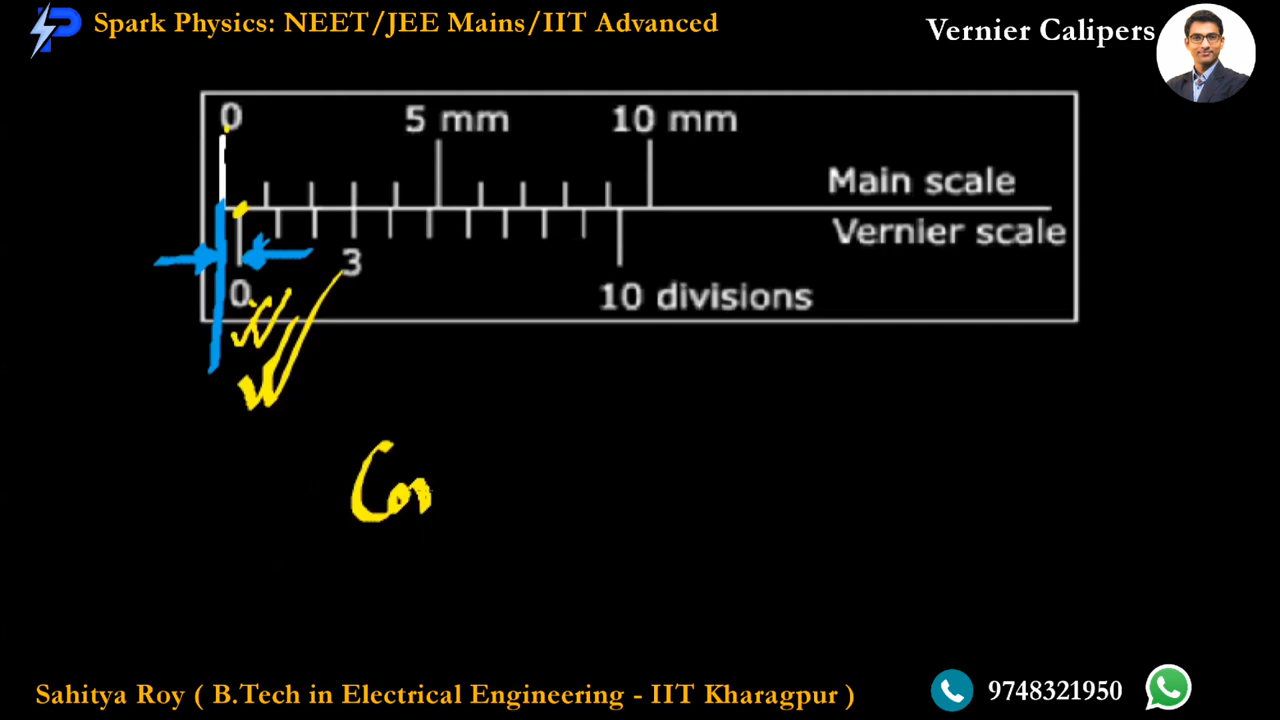 Spark Physics: NEET/JEE Mains/IIT Advanced
Vernier Calipers
0 5 mm 10 mm
Main scale
Vernier scale
3
0 10 divisions
Sahitya Roy ( B.Tech in Electrical Engineering - IIT Kharagpur )
9748321950